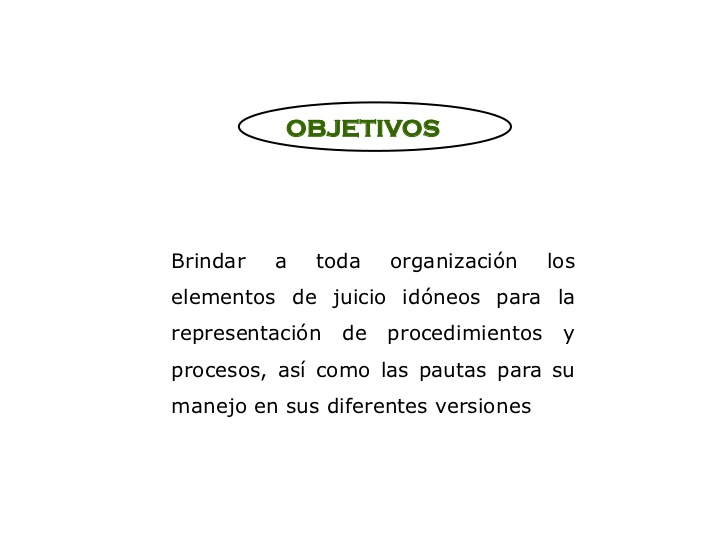 OBJETIVOS
Brindar a toda organización los
elementos de juicio idóneos para la
representación de procedimientos y
procesos, así como las pautas para su
manejo en sus diferentes versiones